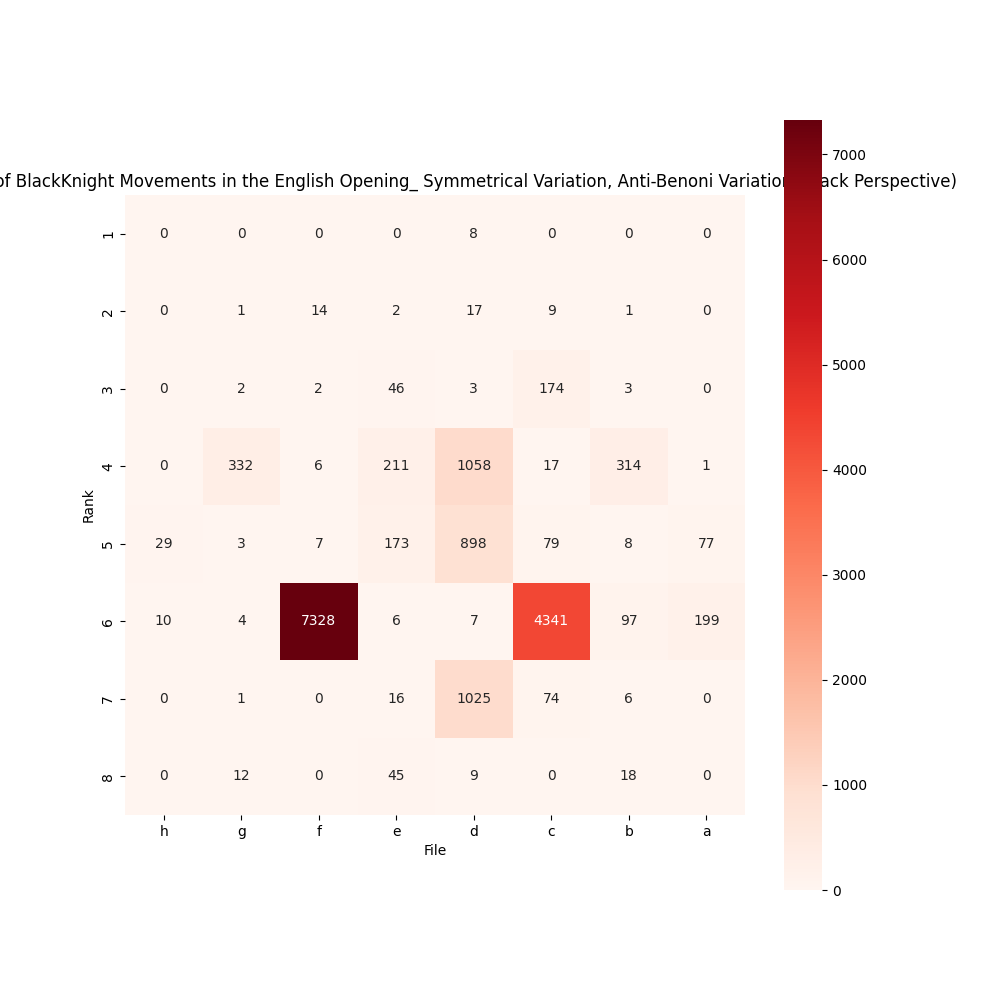 of BlackKnight Movements in the English Opening_ Symmetrical Variation, Anti-Benoni Variation ack Perspective)
7000
6000
5000
4000
3000
2000
1000
0
Rank
1 0 0 0 0 8 0 0 0
2 0 1 14 2 17 9 1 0
3 0 2 2 46 3 174 3 0
4 0 332 6 211 1058 17 314 1
5 29 3 7 173 898 79 8 77
6 10 4 7328 6 7 4341 97 199
7 0 1 0 16 1025 74 6 0
8 0 12 0 45 9 0 18 0
h g f e d c b a
File